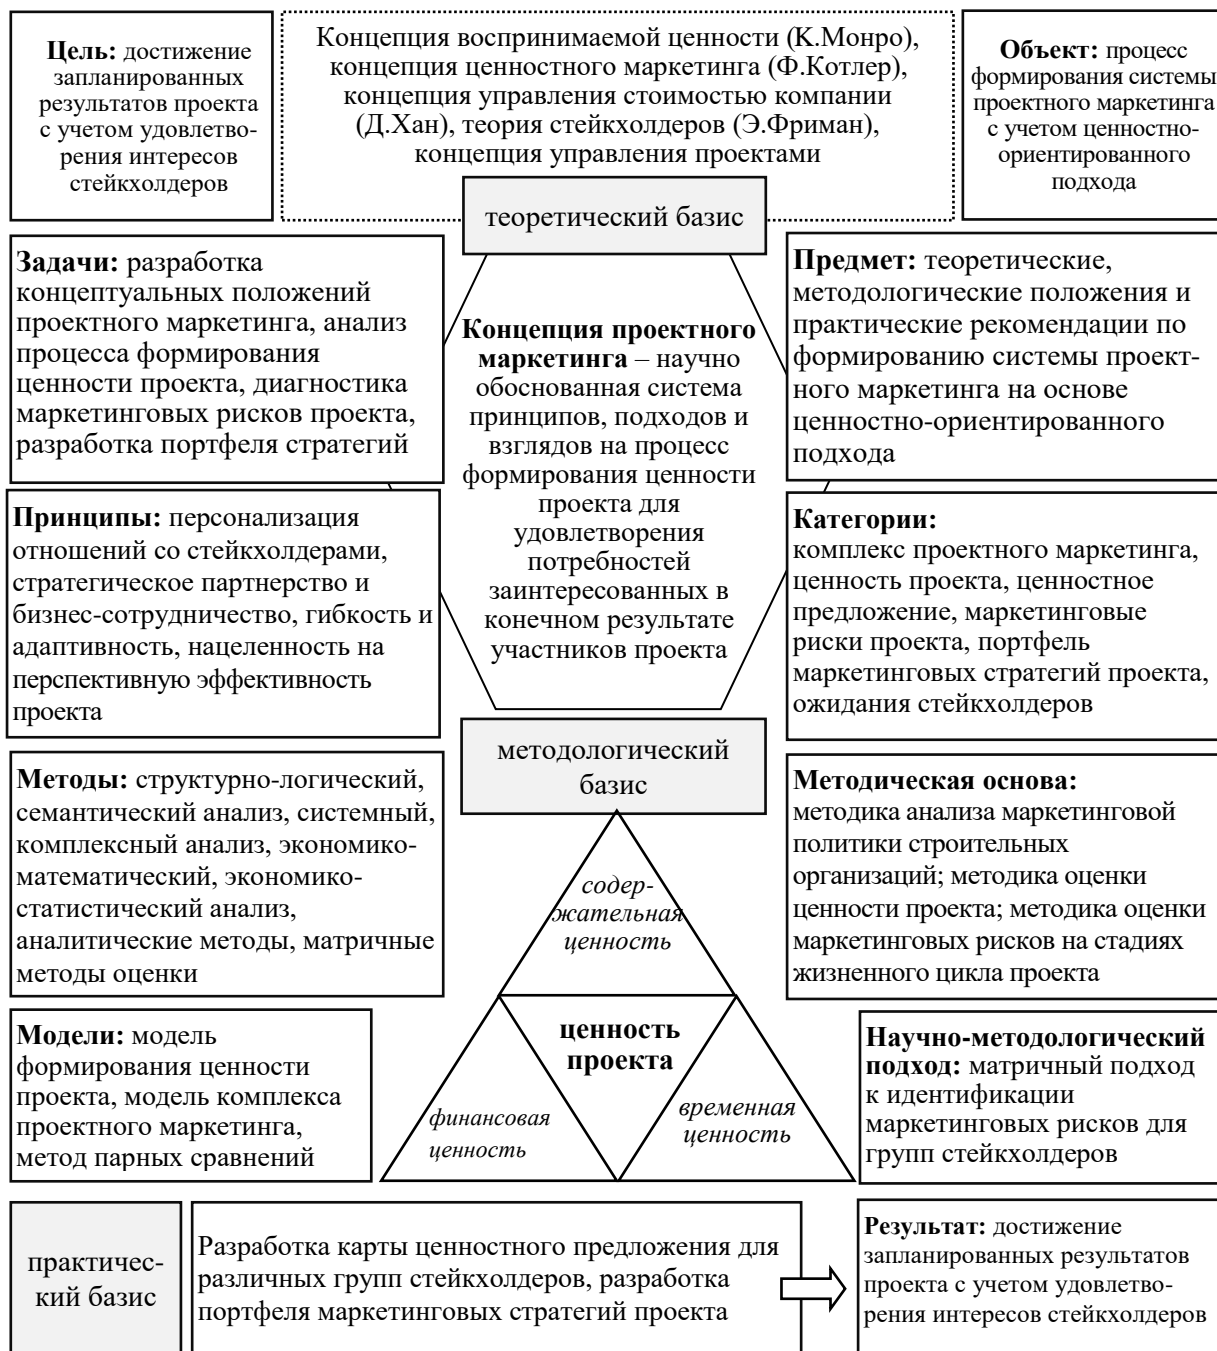 Цель: достижение
запланированных
результатов проекта
с учетом удовлетво-
рения интересов
стейкхолдеров
Концепция воспринимаемой ценности (К.Монро),
концепция ценностного маркетинга (Ф.Котлер),
концепция управления стоимостью компании
(Д.Хан), теория стейкхолдеров (Э.Фриман),
концепция управления проектами
Объект: процесс
формирования системы
проектного маркетинга
с учетом ценностно-
ориентированного
подхода
теоретический базис
Задачи: разработка
концептуальных положений
проектного маркетинга, анализ
процесса формирования
ценности проекта, диагностика
маркетинговых рисков проекта,
разработка портфеля стратегий
Концепция проектного
маркетинга – научно
обоснованная система
принципов, подходов и
взглядов на процесс
формирования ценности
проекта для
удовлетворения
потребностей
заинтересованных в
конечном результате
участников проекта
Предмет: теоретические,
методологические положения и
практические рекомендации по
формированию системы проект-
ного маркетинга на основе
ценностно-ориентированного
подхода
Принципы: персонализация
отношений со стейкхолдерами,
стратегическое партнерство и
бизнес-сотрудничество, гибкость и
адаптивность, нацеленность на
перспективную эффективность
проекта
Категории:
комплекс проектного маркетинга,
ценность проекта, ценностное
предложение, маркетинговые
риски проекта, портфель
маркетинговых стратегий проекта,
ожидания стейкхолдеров
методологический
базис
Методы: структурно-логический,
семантический анализ, системный,
комплексный анализ, экономико-
математический, экономико-
статистический анализ,
аналитические методы, матричные
методы оценки
содер-
жательная
ценность
Методическая основа:
методика анализа маркетинговой
политики строительных
организаций; методика оценки
ценности проекта; методика оценки
маркетинговых рисков на стадиях
жизненного цикла проекта
Модели: модель
формирования ценности
проекта, модель комплекса
проектного маркетинга,
метод парных сравнений
ценность
проекта
финансовая
ценность
временная
ценность
Научно-методологический
подход: матричный подход
к идентификации
маркетинговых рисков для
групп стейкхолдеров
практичес-
кий базис
Разработка карты ценностного предложения для
различных групп стейкхолдеров, разработка
портфеля маркетинговых стратегий проекта
Результат: достижение
запланированных результатов
проекта с учетом удовлетво-
рения интересов стейкхолдеров